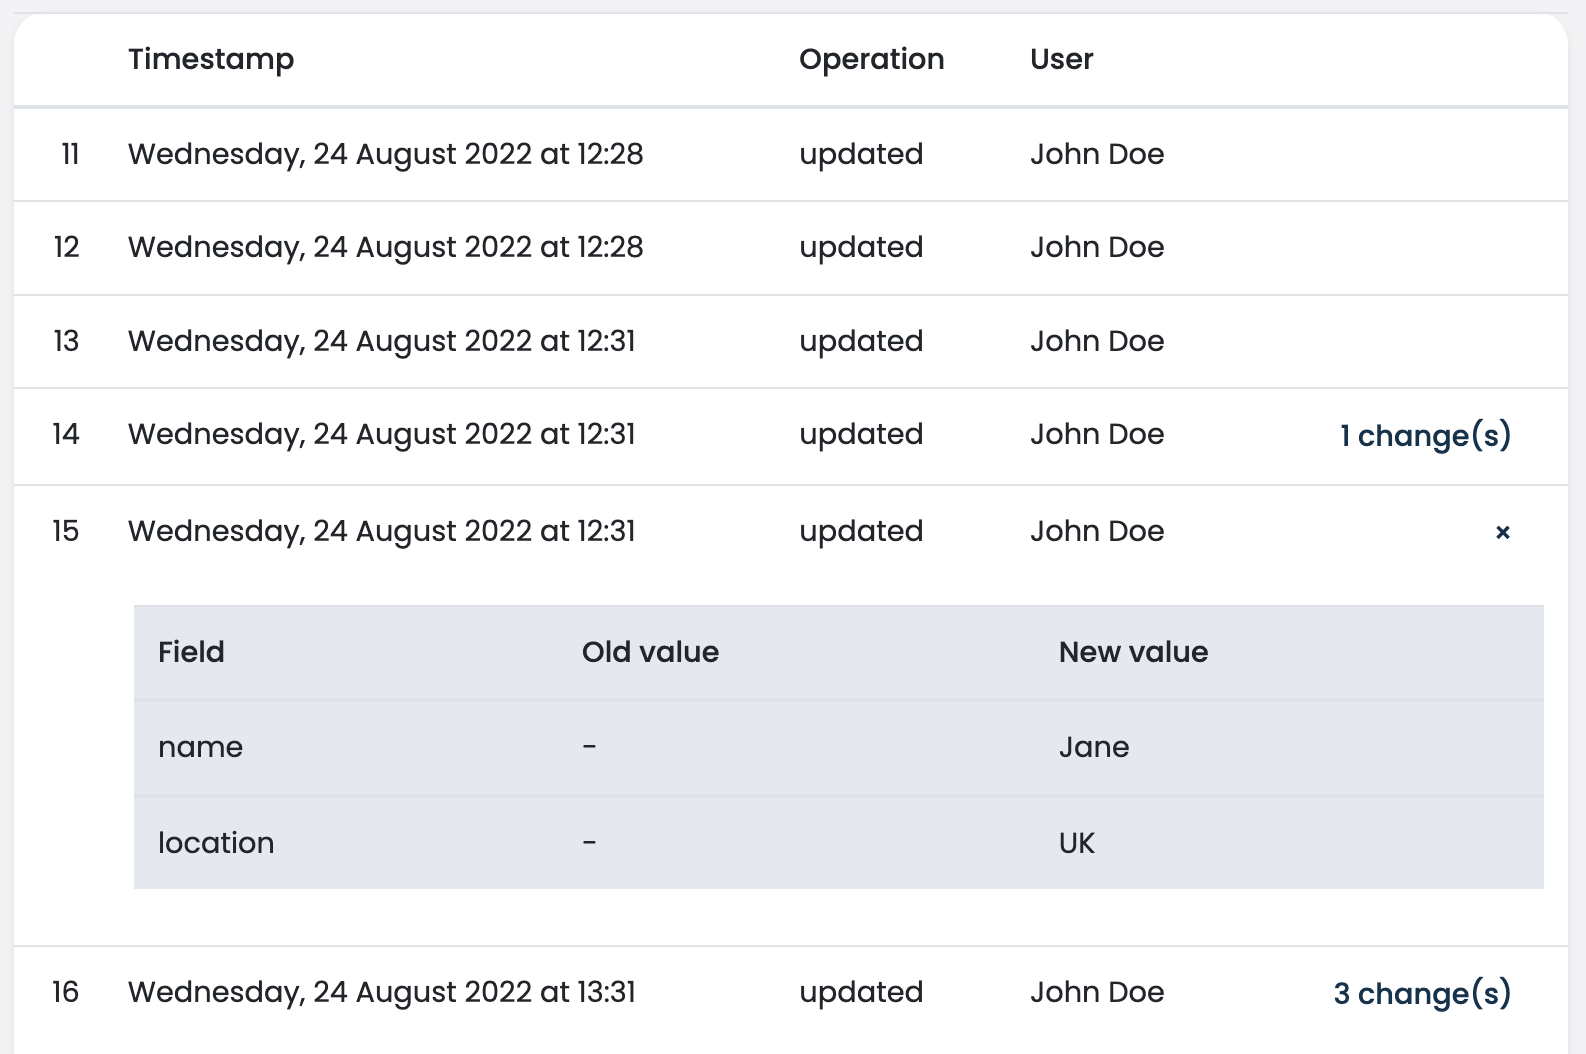 Timestamp Operation User
11 Wednesday, 24 August 2022 at 12:28 updated John Doe
12 Wednesday, 24 August 2022 at 12:28 updated John Doe
13 Wednesday, 24 August 2022 at 12:31 updated John Doe
14 Wednesday, 24 August 2022 at 12:31 updated John Doe 1 change(s)
15 Wednesday, 24 August 2022 at 12:31 updated John Doe ×
Field Old value New value
name - Jane
location - UK
16 Wednesday, 24 August 2022 at 13:31 updated John Doe 3 change(s)